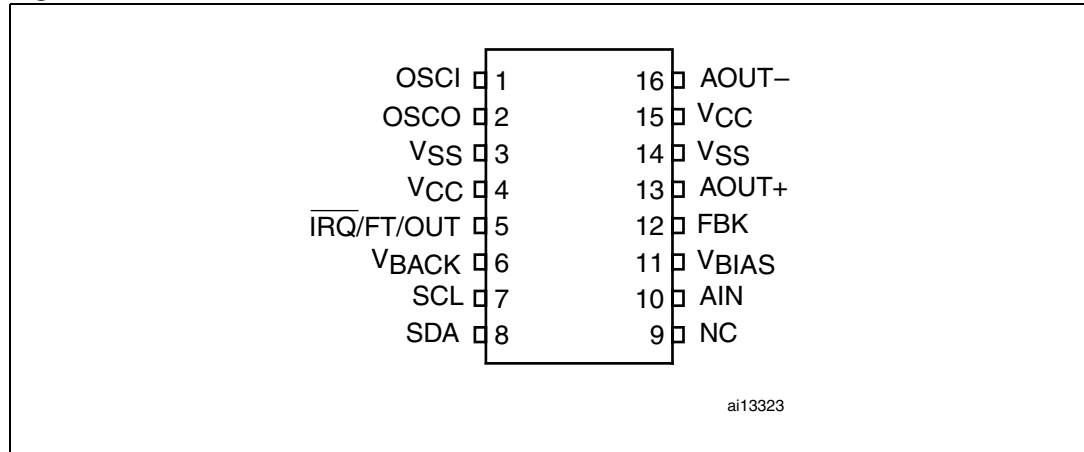 OSCI 1 16 AOUT–
OSCO 2 15 VCC
VSS 3 14 VSS
VCC 4 13 AOUT+
IRQ/FT/OUT 5 12 FBK
VBACK 6 11 VBIAS
SCL 7 10 AIN
SDA 8 9 NC
ai13323